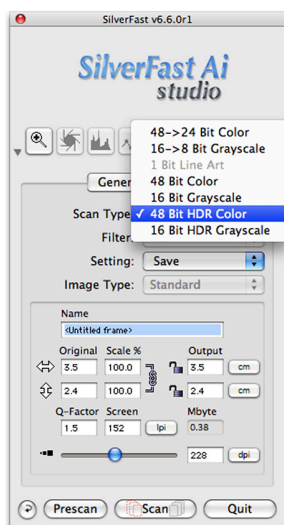 SilverFast v6.6.0r1
SilverFast Ai
studio
48->24 Bit Color
16->8 Bit Grayscale
1 Bit Line Art
48 Bit Color
16 Bit Grayscale
✓ 48 Bit HDR Color
16 Bit HDR Grayscale
Gener
Scan Type
Filter
Setting: Save
Image Type: Standard
Name
<Untitled frame>
Original Scale % Output
3.5 100.0 3.5 cm
2.4 100.0 2.4 cm
Q-Factor Screen Mbyte
1.5 152 lpi 0.38
228 dpi
Prescan Scan Quit